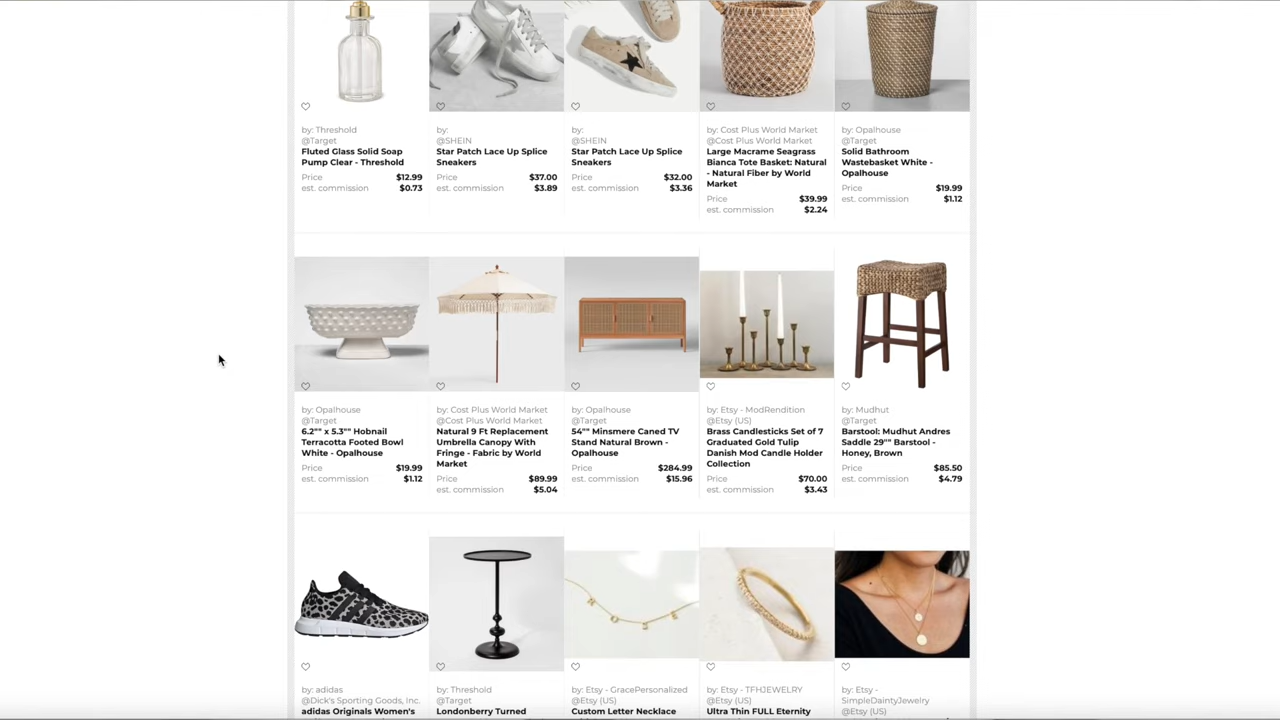 by: Threshold
@Target
Fluted Glass Solid Soap
Pump Clear - Threshold
Price $12.99
est. commission $0.73
by:
@SHEIN
Star Patch Lace Up Splice
Sneakers
Price $37.00
est. commission $3.89
by:
@SHEIN
Star Patch Lace Up Splice
Sneakers
Price $32.00
est. commission $3.36
by: Cost Plus World Market
@Cost Plus World Market
Large Macrame Seagrass
Bianca Tote Basket: Natural
- Natural Fiber by World
Market
Price $39.99
est. commission $2.24
by: Opalhouse
@Target
Solid Bathroom
Wastebasket White -
Opalhouse
Price $19.99
est. commission $1.12
by: Opalhouse
@Target
6.2"" x 5.3"" Hobnail
Terracotta Footed Bowl
White - Opalhouse
Price $19.99
est. commission $1.12
by: Cost Plus World Market
@Cost Plus World Market
Natural 9 Ft Replacement
Umbrella Canopy With
Fringe - Fabric by World
Market
Price $89.99
est. commission $5.04
by: Opalhouse
@Target
54"" Minsmere Caned TV
Stand Natural Brown -
Opalhouse
Price $284.99
est. commission $15.96
by: Etsy - ModRendition
@Etsy (US)
Brass Candlesticks Set of 7
Graduated Gold Tulip
Danish Mod Candle Holder
Collection
Price $70.00
est. commission $3.43
by: Mudhut
@Target
Barstool: Mudhut Andres
Saddle 29"" Barstool -
Honey, Brown
Price $85.50
est. commission $4.79
by: adidas
@Dick's Sporting Goods, Inc.
adidas Originals Women's
by: Threshold
@Target
Londonberry Turned
by: Etsy - GracePersonalized
@Etsy (US)
Custom Letter Necklace
by: Etsy - TFHJEWELRY
@Etsy (US)
Ultra Thin FULL Eternity
by: Etsy -
SimpleDaintyJewelry
@Etsy (US)